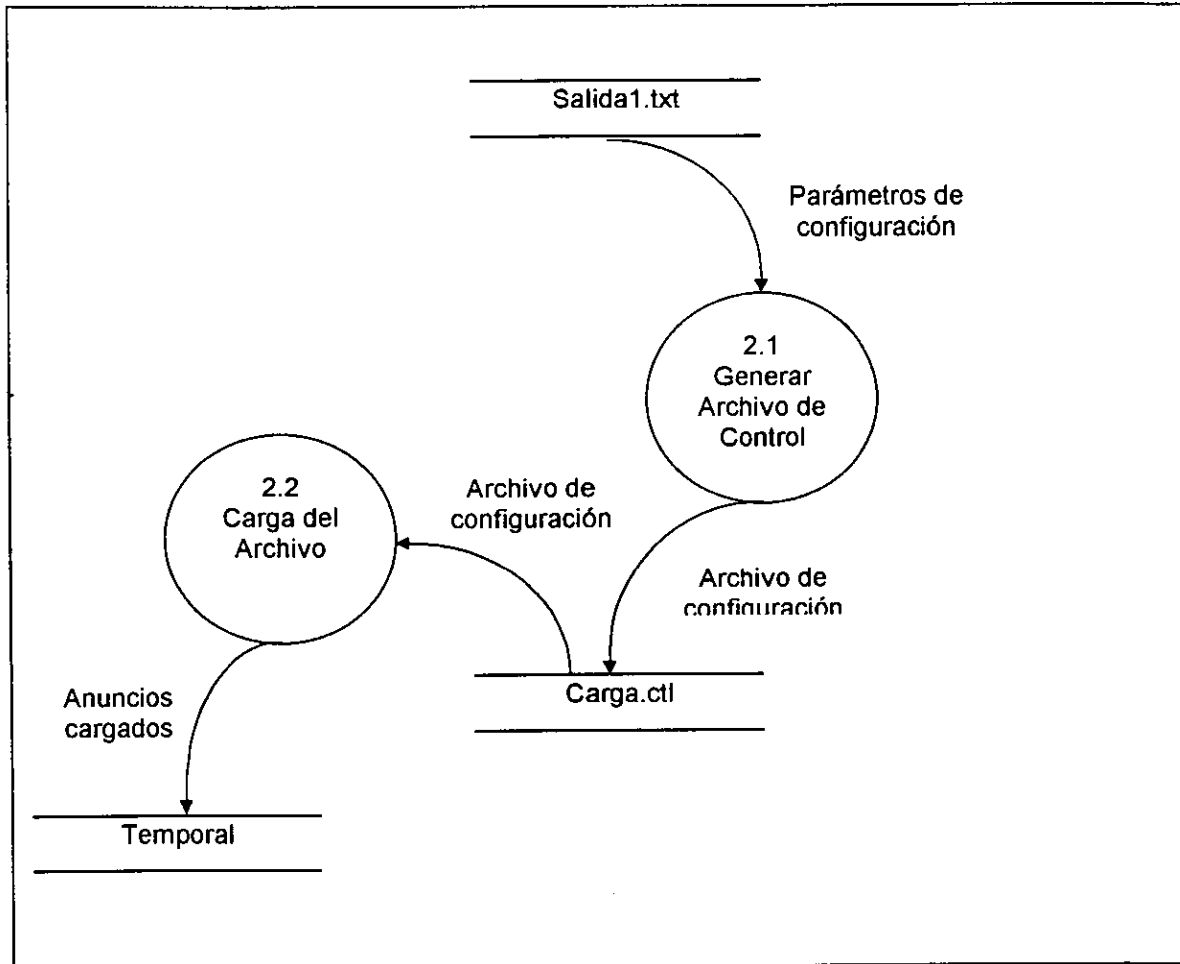 Salida1.txt
Parámetros de
configuración
2.1
Generar
Archivo de
Control
2.2
Carga del
Archivo
Archivo de
configuración
Archivo de
configuración
Carga.ctl
Anuncios
cargados
Temporal